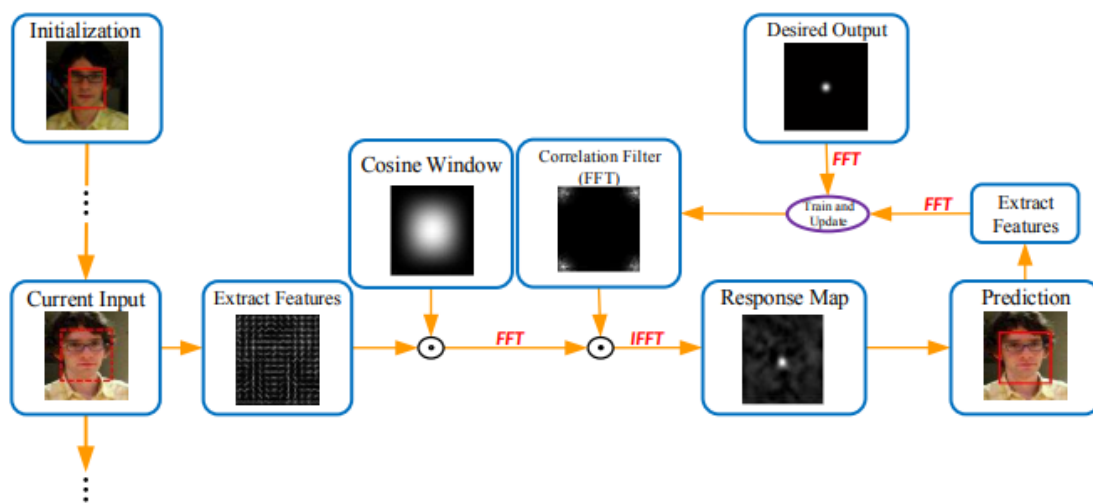 Initialization
Desired Output
Cosine Window
Correlation Filter
(FFT)
FFT
Train and
Update
FFT
Extract
Features
Current Input
Extract Features
FFT
IFFT
Response Map
Prediction